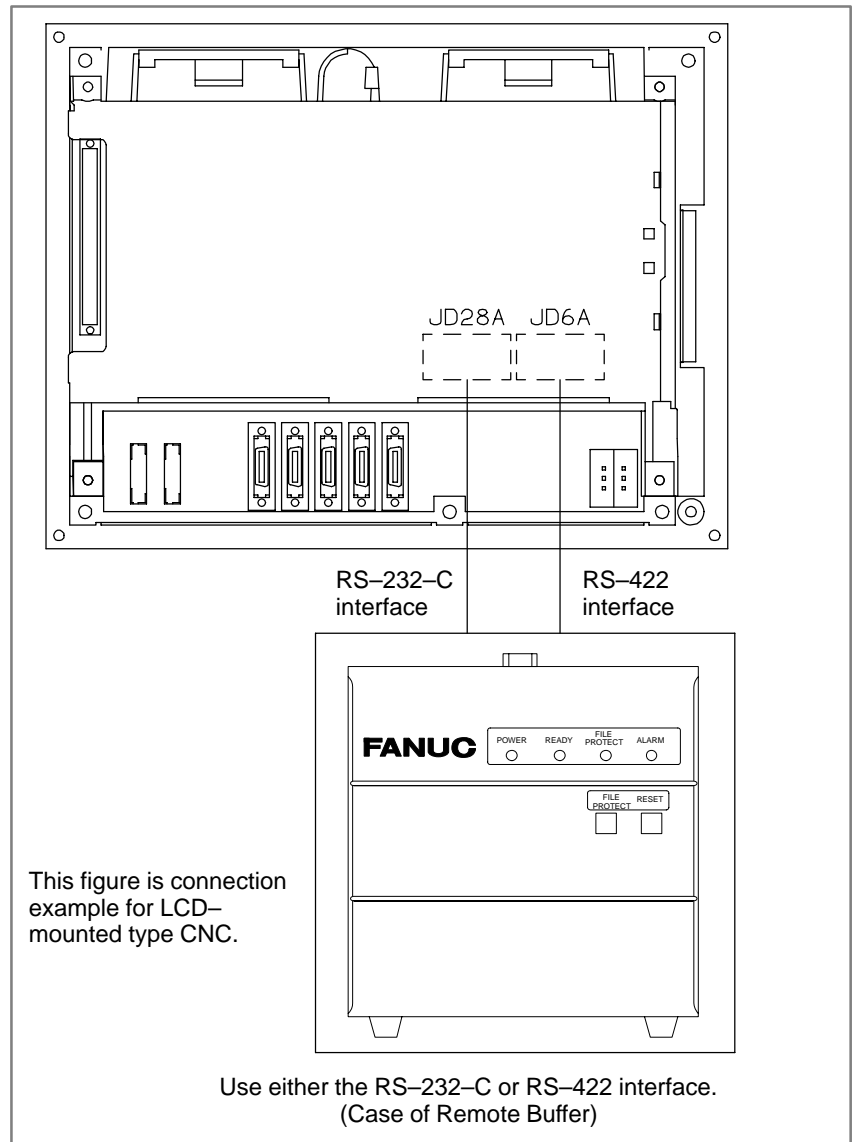 JD28A JD6A
RS–232–C
interface
RS–422
interface
FANUC
POWER READY FILE PROTECT ALARM
FILE PROTECT RESET
This figure is connection
example for LCD–
mounted type CNC.
Use either the RS–232–C or RS–422 interface.
(Case of Remote Buffer)